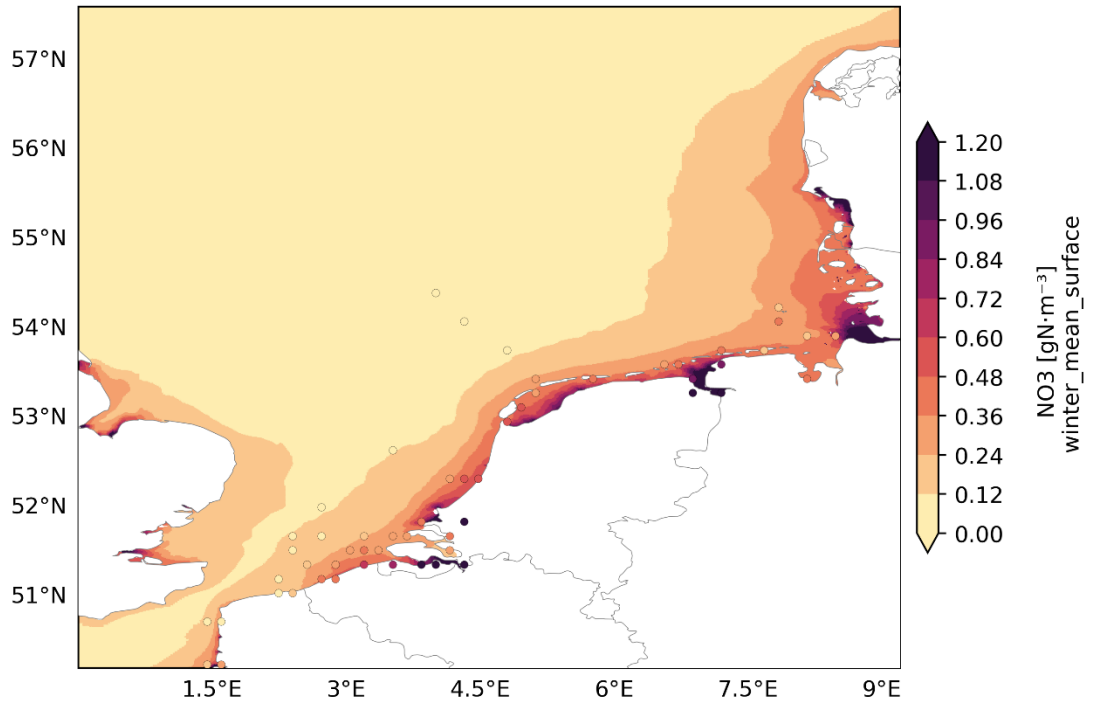 57°N
56°N
55°N
54°N
53°N
52°N
51°N
1.5°E
3°E
4.5°E
6°E
7.5°E
9°E
1.20
1.08
0.96
0.84
0.72
0.60
0.48
0.36
0.24
0.12
0.00
NO3 [gN·m⁻³]
winter_mean_surface